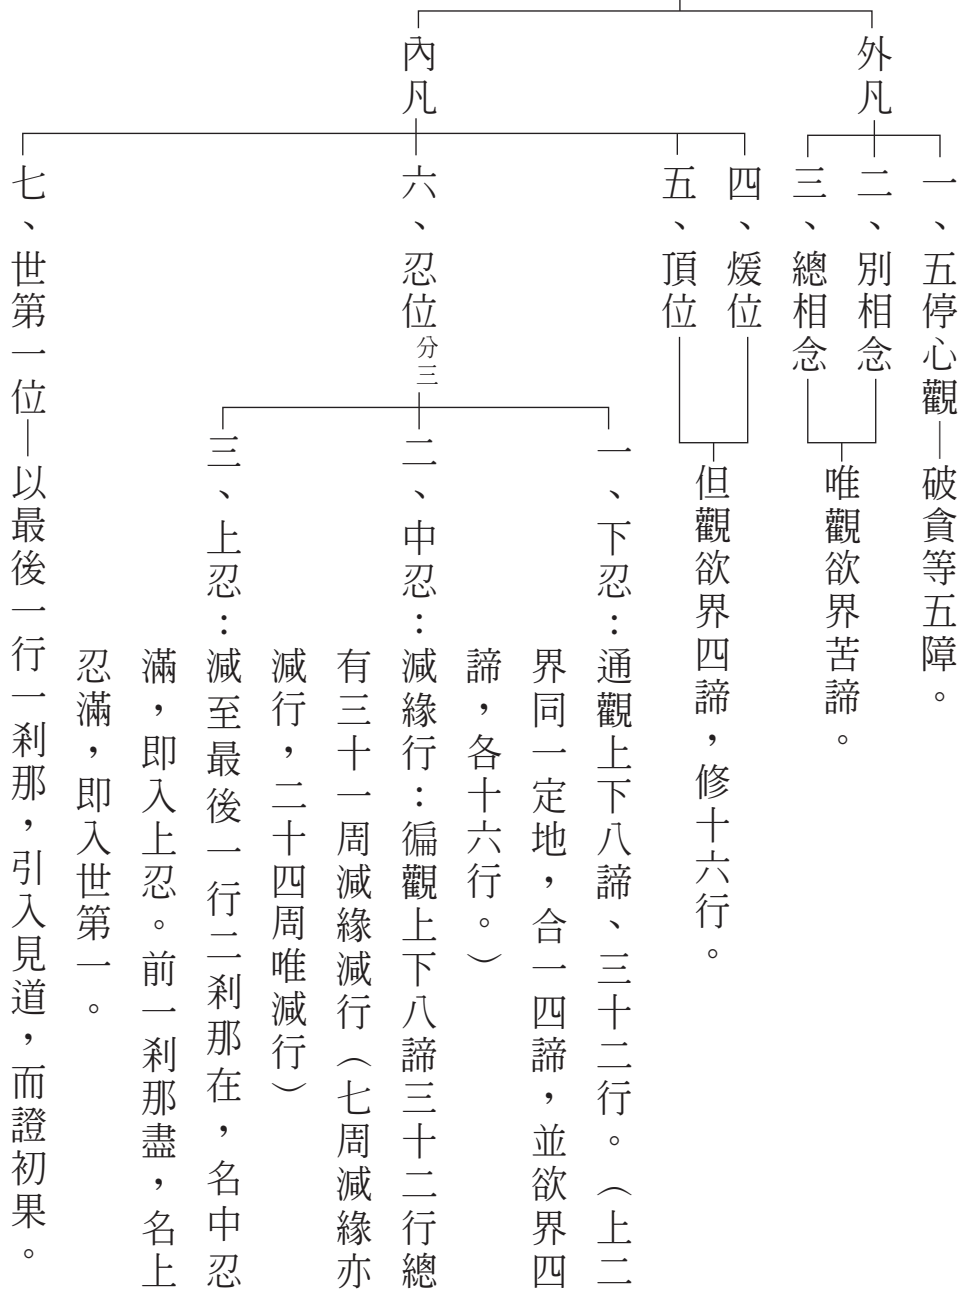 外凡
一、五停心觀—破貪等五障。
二、別相念
三、總相念
唯觀欲界苦諦。
內凡
四、煖位
五、頂位
但觀欲界四諦，修十六行。
六、忍位分三
一、下忍：通觀上下八諦、三十二行。（上二
界同一定地，合一四諦，並欲界四
諦，各十六行。）
二、中忍：減緣行：徧觀上下八諦三十二行總
有三十一周減緣減行（七周減緣亦
減行，二十四周唯減行）
三、上忍：減至最後一行二剎那在，名中忍
滿，即入上忍。前一剎那盡，名上
忍滿，即入世第一。
七、世第一位—以最後一行一剎那，引入見道，而證初果。